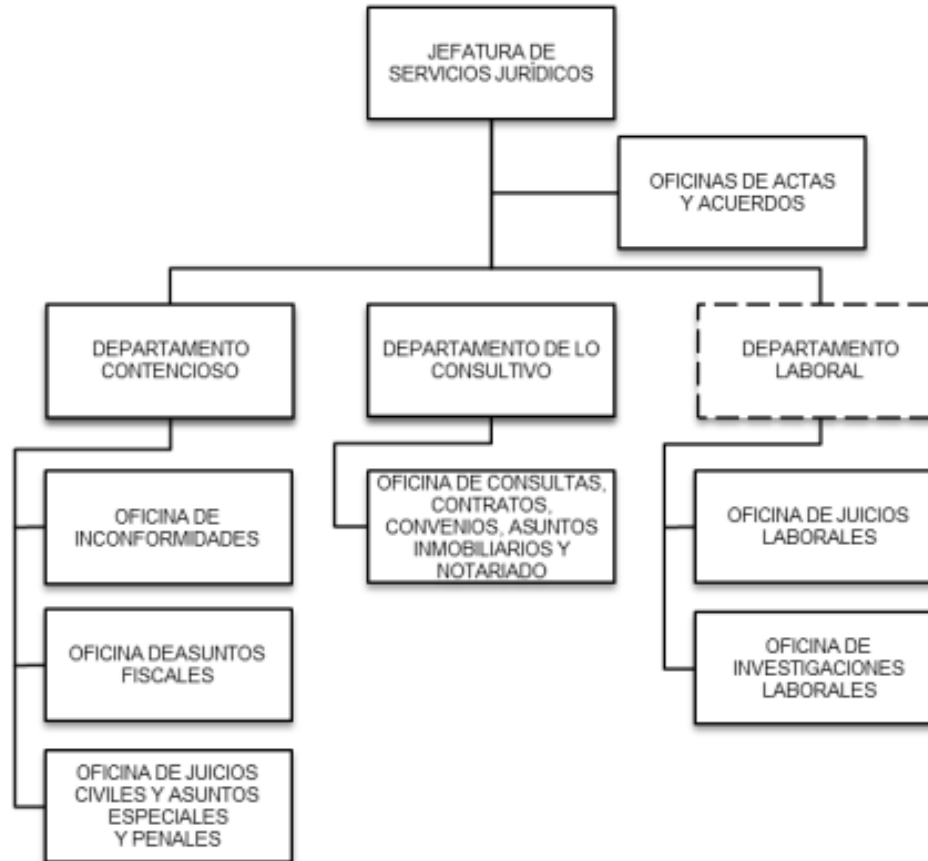 JEFATURA DE
SERVICIOS JURÍDICOS
OFICINAS DE ACTAS
Y ACUERDOS
DEPARTAMENTO
CONTENCIOSO
DEPARTAMENTO DE LO
CONSULTIVO
DEPARTAMENTO
LABORAL
OFICINA DE
INCONFORMIDADES
OFICINA DE CONSULTAS,
CONTRATOS,
CONVENIOS, ASUNTOS
INMOBILIARIOS Y
NOTARIADO
OFICINA DE JUICIOS
LABORALES
OFICINA DEASUNTOS
FISCALES
OFICINA DE
INVESTIGACIONES
LABORALES
OFICINA DE JUICIOS
CIVILES Y ASUNTOS
ESPECIALES
Y PENALES